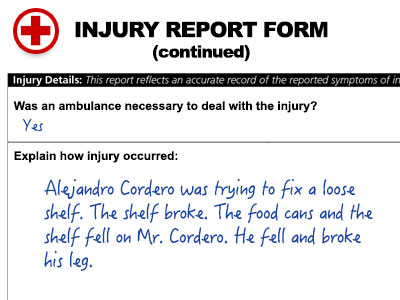 INJURY REPORT FORM
(continued)
Injury Details: This report reflects an accurate record of the reported symptoms of in
Was an ambulance necessary to deal with the injury?
Yes
Explain how injury occurred:
Alejandro Cordero was trying to fix a loose
shelf. The shelf broke. The food cans and the
shelf fell on Mr. Cordero. He fell and broke
his leg.